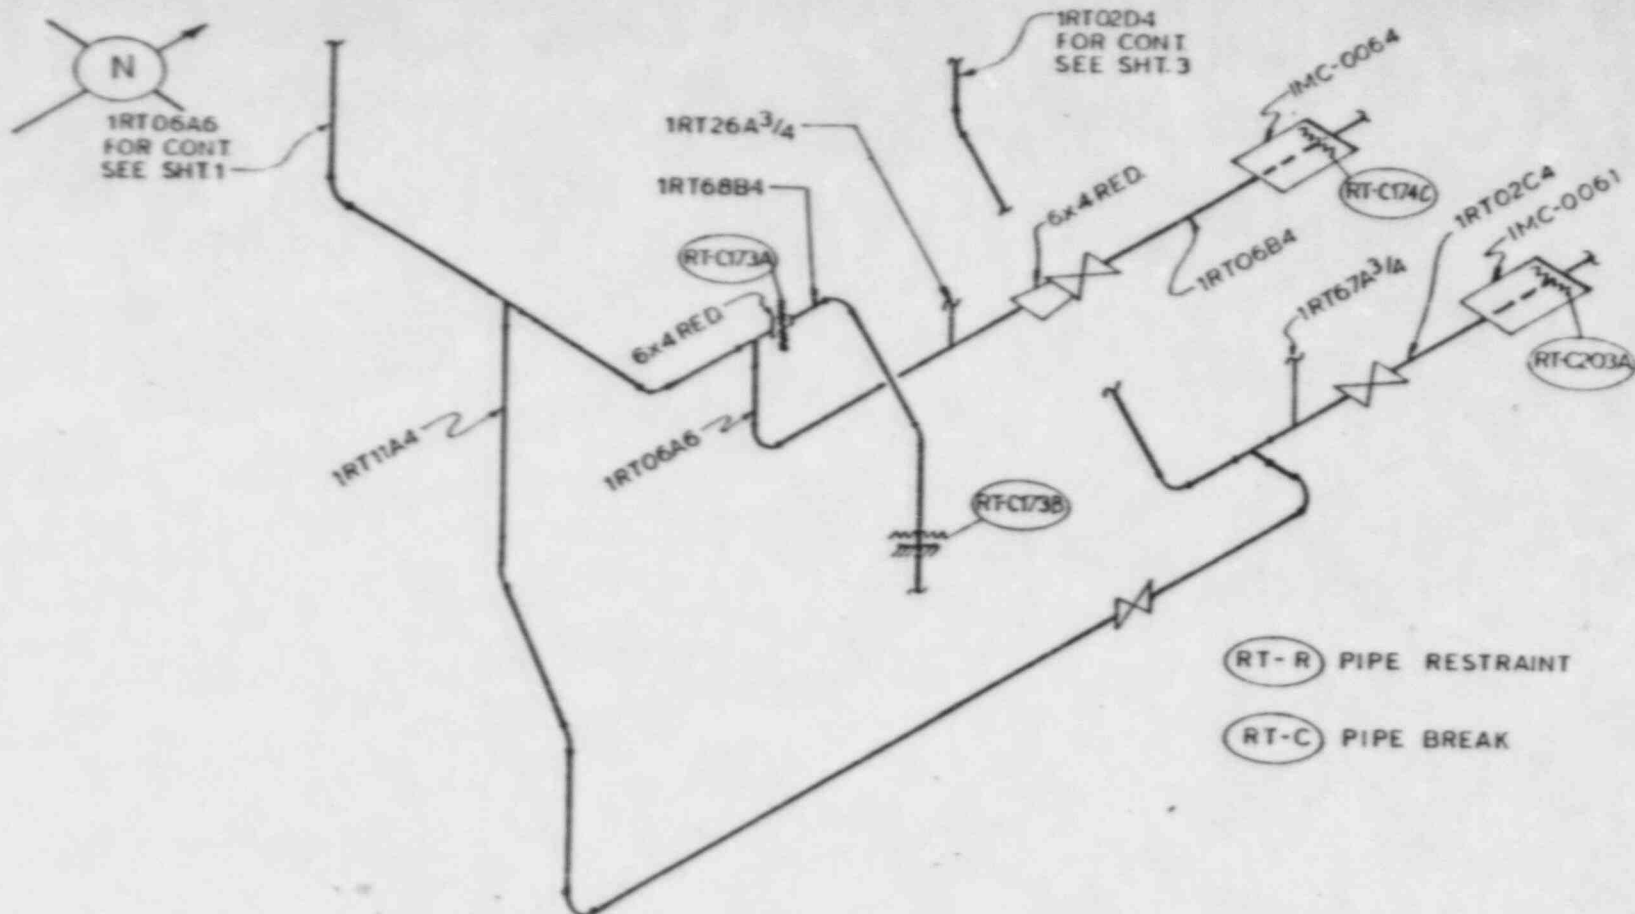 N
1RT06A6
FOR CONT
SEE SHT.1
1RT02D4
FOR CONT
SEE SHT.3
1MC-0064
1RT26A3/4
1RT68B4
6x4 RED.
RT-C174C
1RT02C4
1MC-0061
RT-C173A
1RT06B4
1RT67A3/4
6x4 RED.
RT-C203A
1RT11A4
1RT06A6
RT-C173B
RT-R PIPE RESTRAINT
RT-C PIPE BREAK